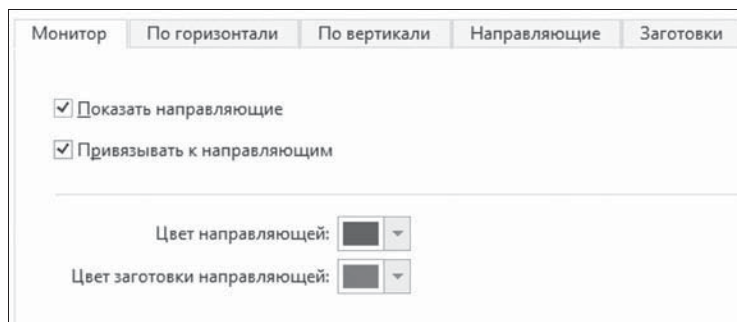 Монитор По горизонтали По вертикали Направляющие Заготовки
Показать направляющие
Привязывать к направляющим
Цвет направляющей:
Цвет заготовки направляющей: